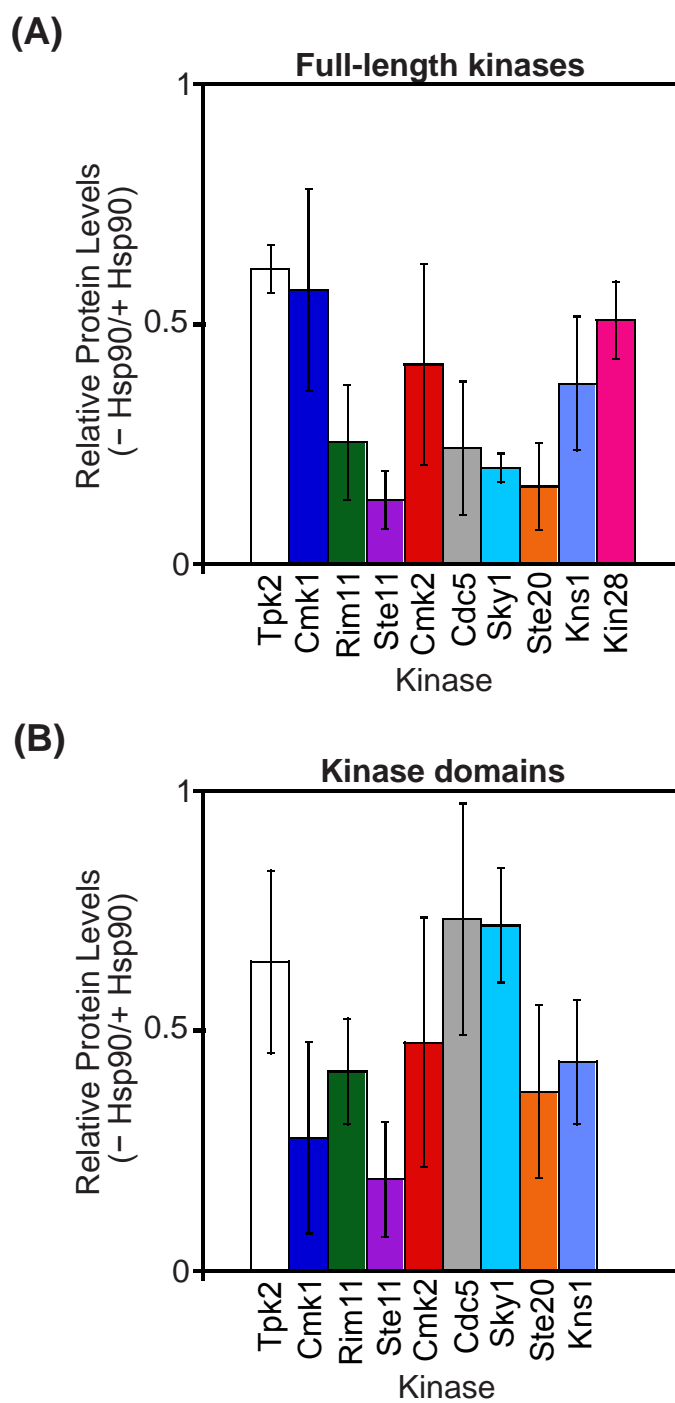 (A)
Full-length kinases
Relative Protein Levels
(− Hsp90/+ Hsp90)
1
0.5
0
Tpk2
Cmk1
Rim11
Ste11
Cmk2
Cdc5
Sky1
Ste20
Kns1
Kin28
Kinase
(B)
Kinase domains
Relative Protein Levels
(− Hsp90/+ Hsp90)
1
0.5
0
Tpk2
Cmk1
Rim11
Ste11
Cmk2
Cdc5
Sky1
Ste20
Kns1
Kinase